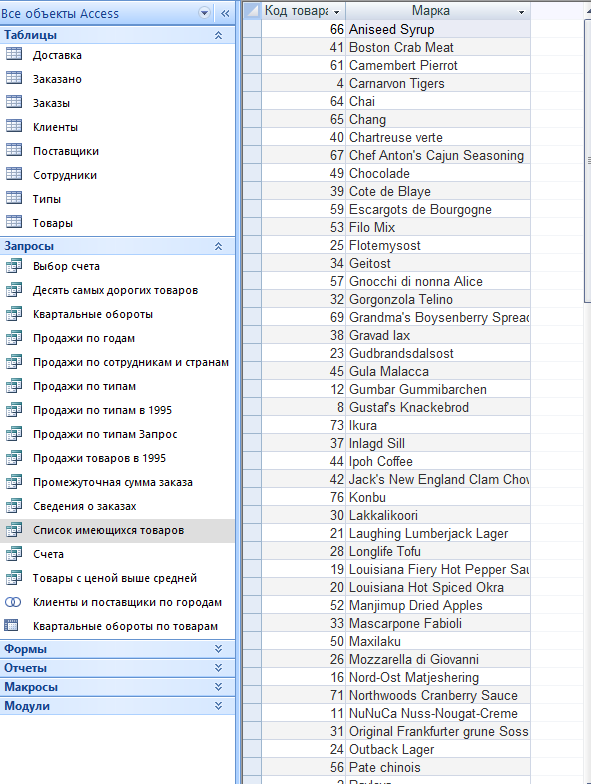 Все объекты Access
Таблицы
Доставка
Заказано
Заказы
Клиенты
Поставщики
Сотрудники
Типы
Товары
Запросы
Выбор счета
Десять самых дорогих товаров
Квартальные обороты
Продажи по годам
Продажи по сотрудникам и странам
Продажи по типам
Продажи по типам в 1995
Продажи по типам Запрос
Продажи товаров в 1995
Промежуточная сумма заказа
Сведения о заказах
Список имеющихся товаров
Счета
Товары с ценой выше средней
Клиенты и поставщики по городам
Квартальные обороты по товарам
Формы
Отчеты
Макросы
Модули
Код товара Марка
66 Aniseed Syrup
41 Boston Crab Meat
61 Camembert Pierrot
4 Carnarvon Tigers
64 Chai
65 Chang
40 Chartreuse verte
67 Chef Anton's Cajun Seasoning
49 Chocolade
39 Cote de Blaye
59 Escargots de Bourgogne
53 Filo Mix
25 Flotemysost
34 Geitost
57 Gnocchi di nonna Alice
32 Gorgonzola Telino
69 Grandma's Boysenberry Spread
38 Gravad lax
23 Gudbrandsdalsost
45 Gula Malacca
12 Gumbar Gummibarchen
8 Gustaf's Knackebrod
73 Ikura
37 Inlagd Sill
44 Ipoh Coffee
42 Jack's New England Clam Chow
76 Konbu
30 Lakkalikoori
21 Laughing Lumberjack Lager
28 Longlife Tofu
19 Louisiana Fiery Hot Pepper Sau
20 Louisiana Hot Spiced Okra
52 Manjimup Dried Apples
33 Mascarpone Fabioli
50 Maxilaku
26 Mozzarella di Giovanni
16 Nord-Ost Matjeshering
71 Northwoods Cranberry Sauce
11 NuNuCa Nuss-Nougat-Creme
31 Original Frankfurter grune Soss
24 Outback Lager
56 Pate chinois